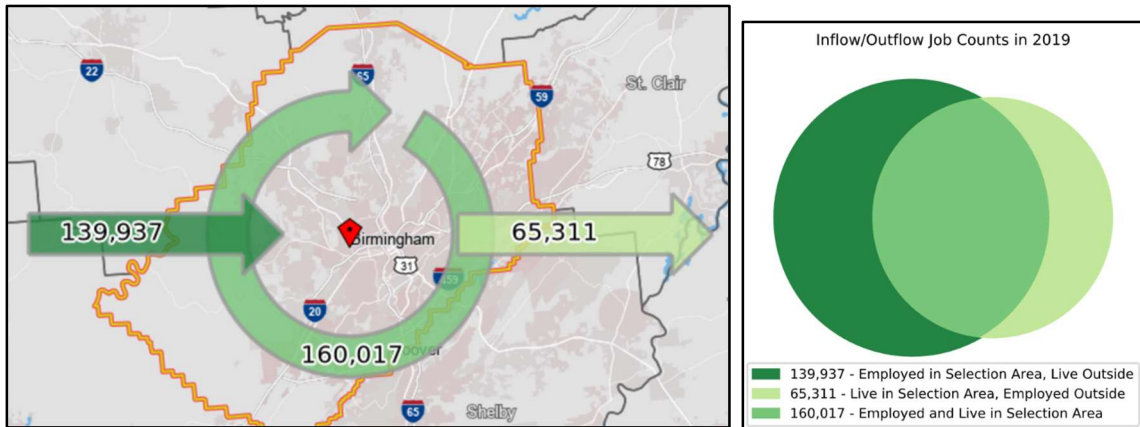 22
65
59
St. Clair
78
139,937
65,311
Birmingham
31
459
20
160,017
65
Shelby
Inflow/Outflow Job Counts in 2019
139,937 - Employed in Selection Area, Live Outside
65,311 - Live in Selection Area, Employed Outside
160,017 - Employed and Live in Selection Area